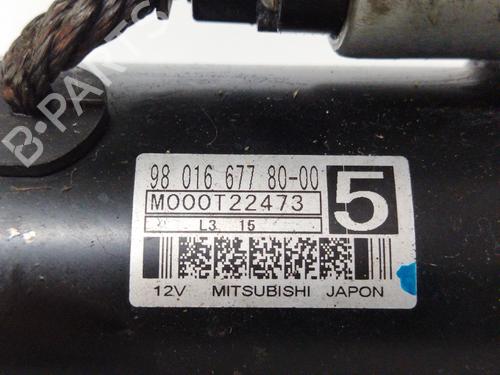 98 016 677 80-00
M000T22473
5
L3 15
12V MITSUBISHI JAPON
B-PARTS